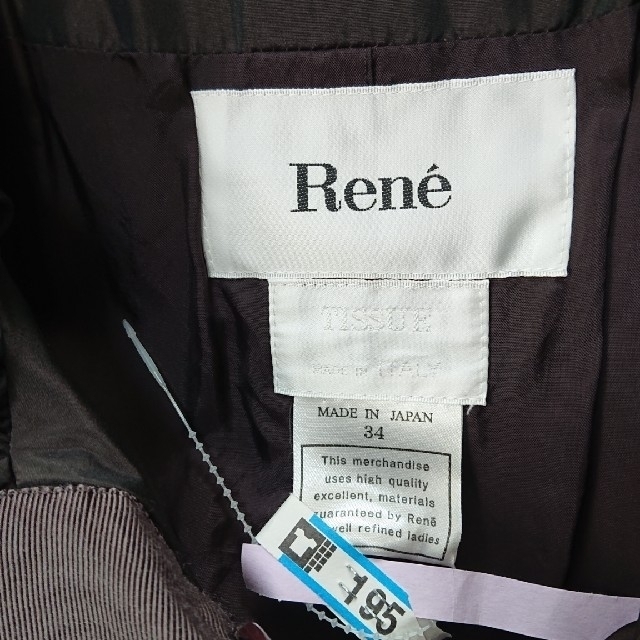 René
TISSUE
MADE IN ITALY
MADE IN JAPAN
34
This merchandise
uses high quality
excellent, materials
guaranteed by René
well refined ladies
195